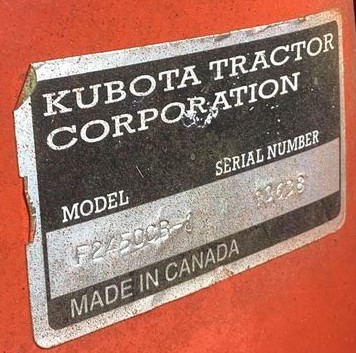 KUBOTA TRACTOR
CORPORATION
MODEL SERIAL NUMBER
MADE IN CANADA